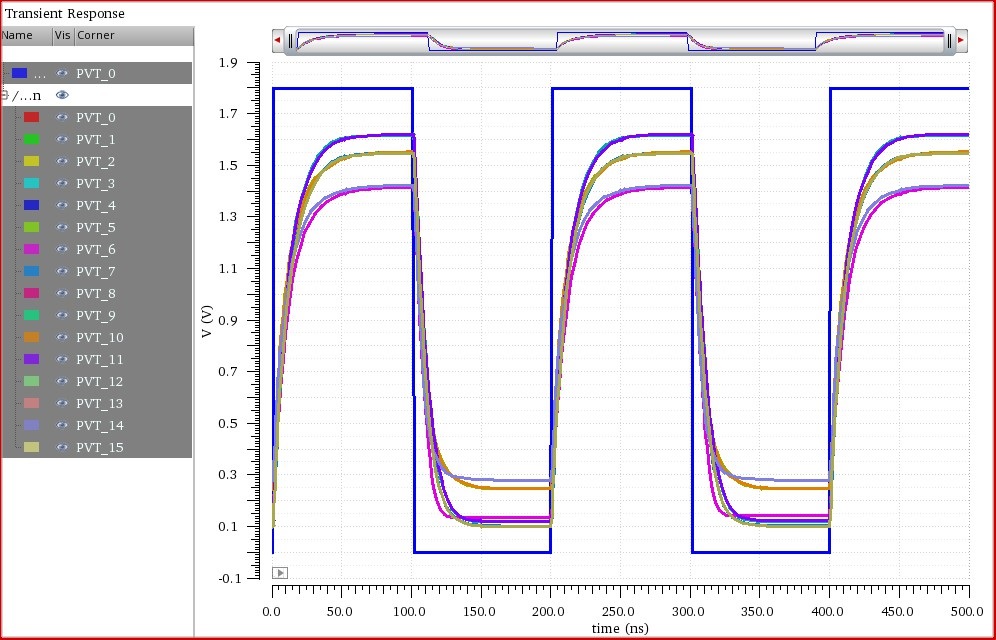 Transient Response
Name Vis Corner
... PVT_0
/...n
PVT_0
PVT_1
PVT_2
PVT_3
PVT_4
PVT_5
PVT_6
PVT_7
PVT_8
PVT_9
PVT_10
PVT_11
PVT_12
PVT_13
PVT_14
PVT_15
1.9
1.7
1.5
1.3
1.1
0.9
0.7
0.5
0.3
0.1
-0.1
V (V)
0.0 50.0 100.0 150.0 200.0 250.0 300.0 350.0 400.0 450.0 500.0
time (ns)